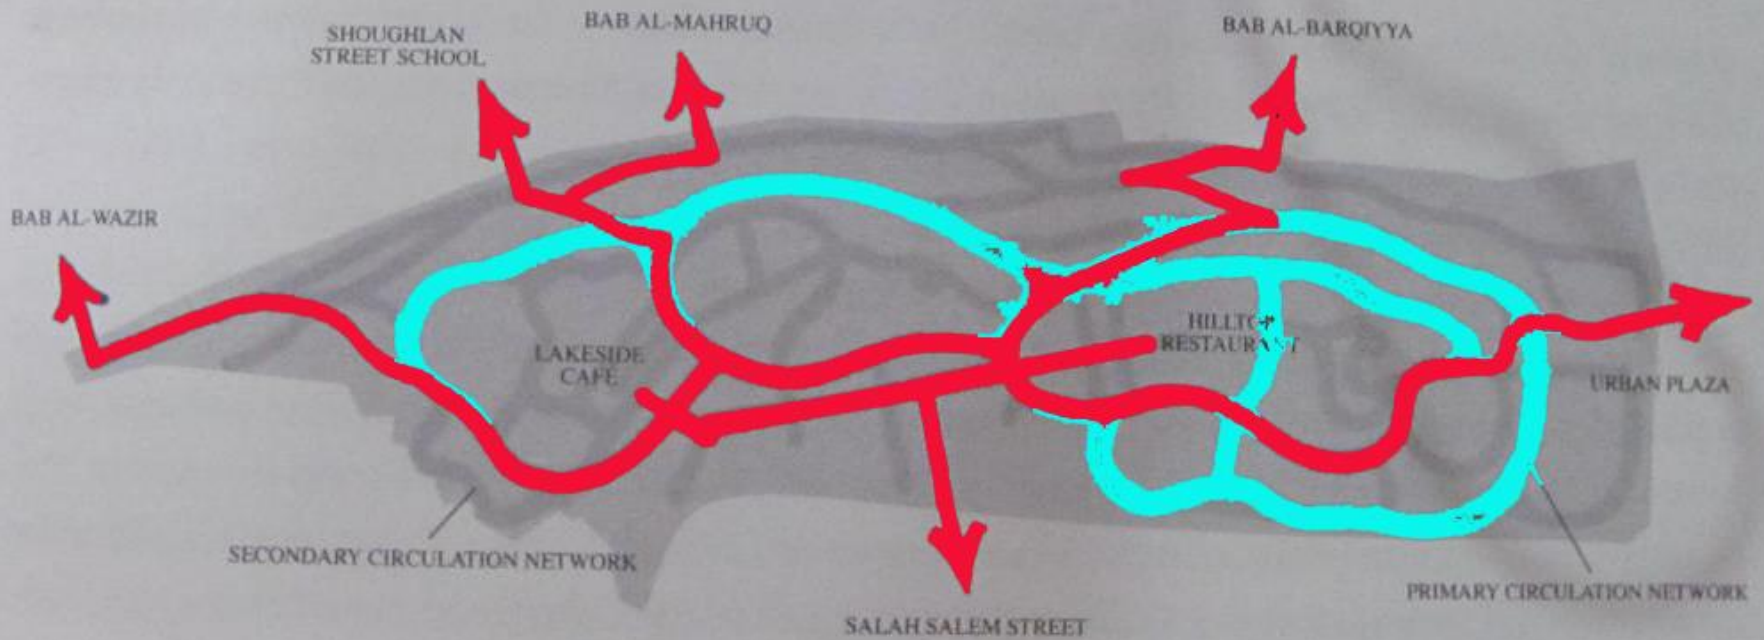 SHOUGHLAN
STREET SCHOOL
BAB AL-MAHRUQ
BAB AL-BARQIYYA
BAB AL-WAZIR
LAKESIDE
CAFE
HILLTOP
RESTAURANT
URBAN PLAZA
SECONDARY CIRCULATION NETWORK
PRIMARY CIRCULATION NETWORK
SALAH SALEM STREET